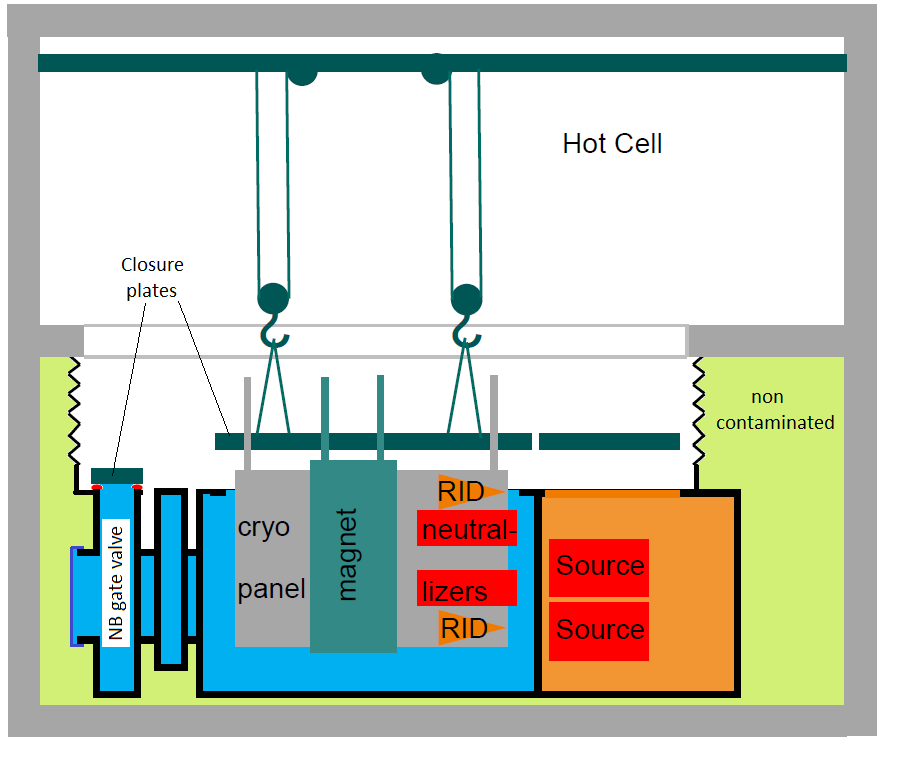 Hot Cell
Closure
plates
non
contaminated
RID
cryo
neutral-
magnet
NB gate valve
Source
panel
lizers
Source
RID